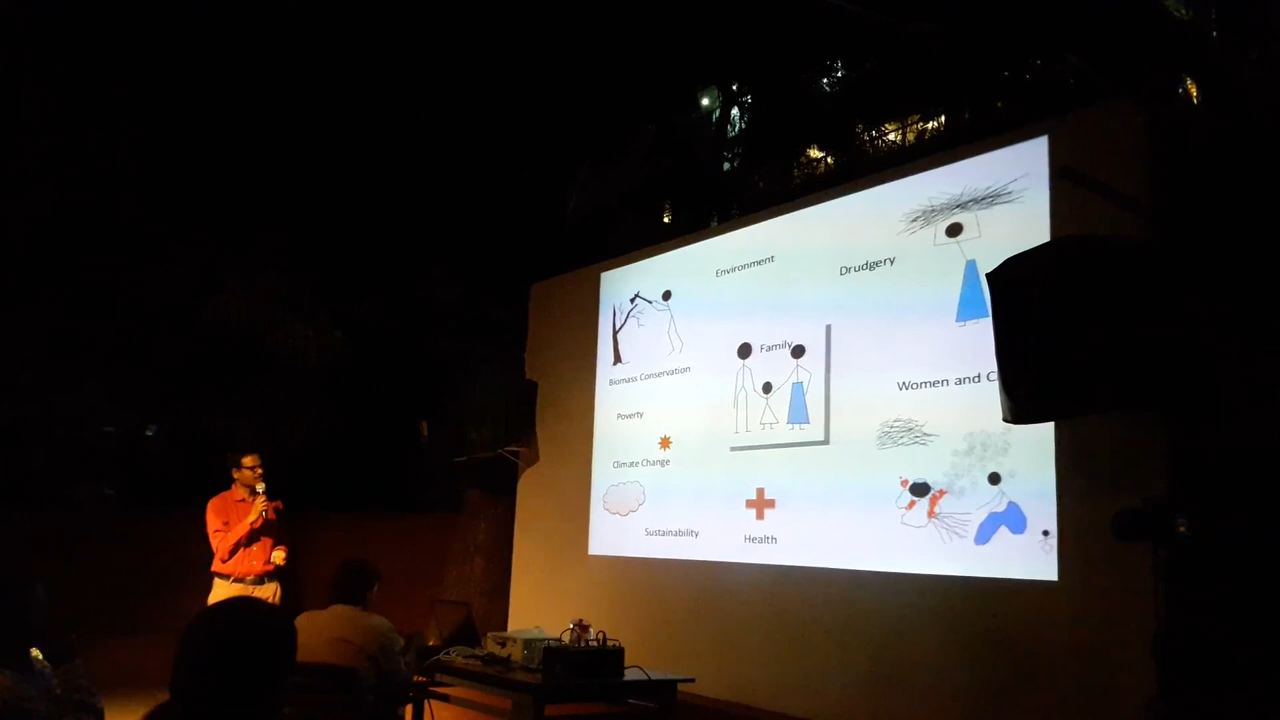 Environment
Drudgery
Family
Biomass Conservation
Women and
Poverty
Climate Change
Sustainability
Health